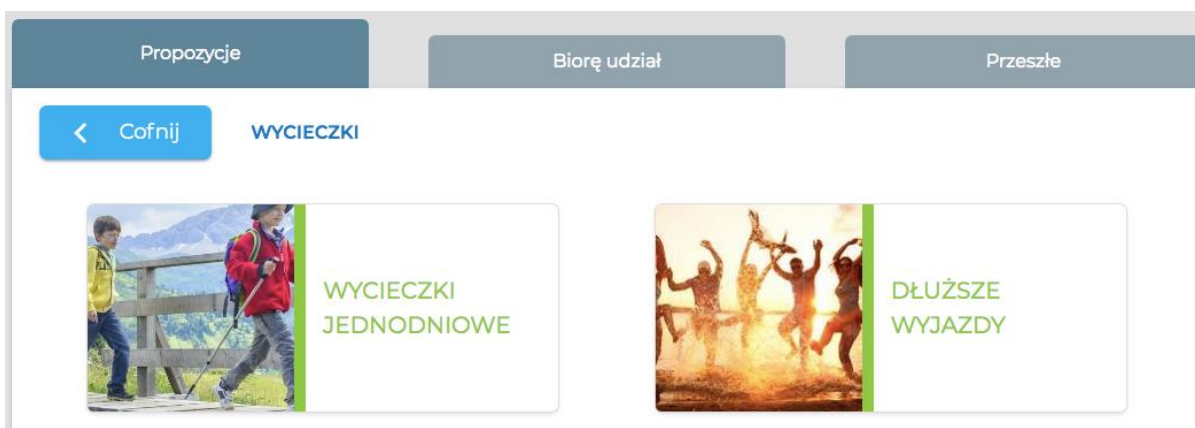 Propozycje
Biorę udział
Przeszłe
Cofnij
WYCIECZKI
WYCIECZKI
JEDNODNIOWE
DŁUŻSZE
WYJAZDY